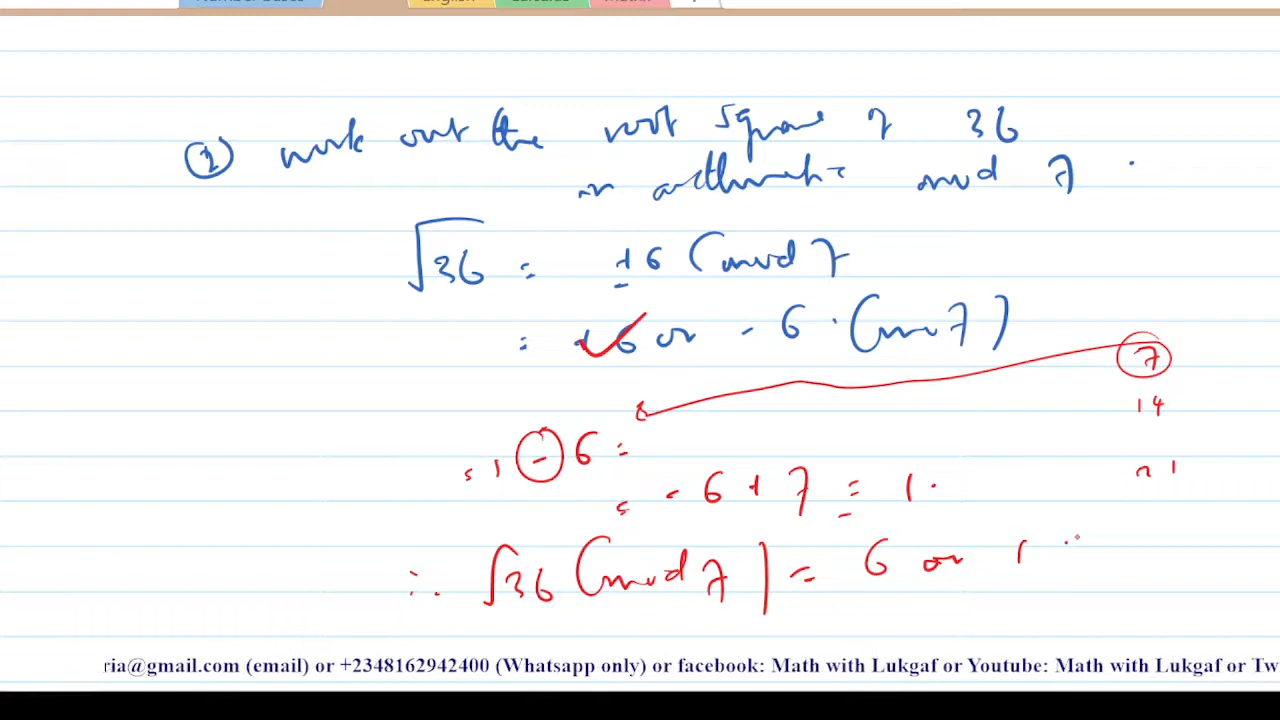 English
② work out the root square of 36
in arithmetic mod 7.
√36 = ±6 (mod 7
= +6 or - 6 . (mod 7)
7
14
21
- 6 =
= - 6 + 7 = 1.
∴ √36 (mod 7) = 6 or 1
ria@gmail.com (email) or +2348162942400 (Whatsapp only) or facebook: Math with Lukgaf or Youtube: Math with Lukgaf or Tw